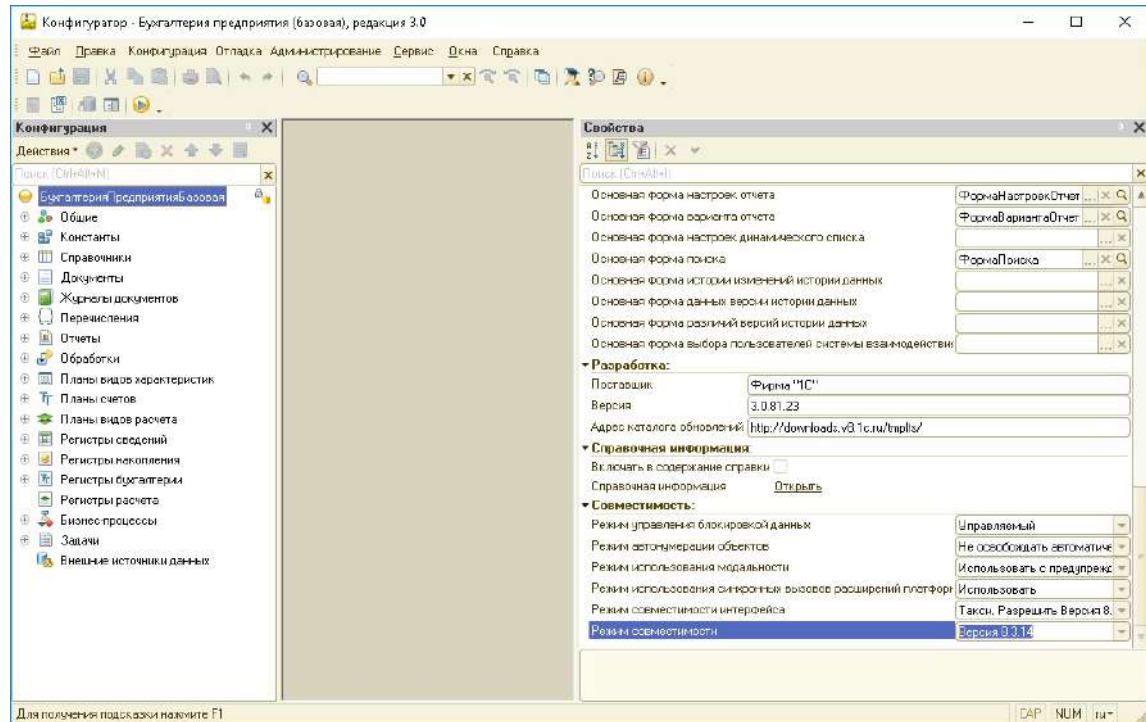 Конфигуратор - Бухгалтерия предприятия (базовая), редакция 3.0
Файл Правка Конфигурация Отладка Администрирование Сервис Окна Справка
Конфигурация
Действия
Поиск (Ctrl+Alt+M)
БухгалтерияПредприятияБазовая
Общие
Константы
Справочники
Документы
Журналы документов
Перечисления
Отчеты
Обработки
Планы видов характеристик
Планы счетов
Планы видов расчета
Регистры сведений
Регистры накопления
Регистры бухгалтерии
Регистры расчета
Бизнес-процессы
Задачи
Внешние источники данных
Свойства
Поиск (Ctrl+Alt+I)
Основная форма настроек отчета ФормаНастроекОтчет
Основная форма варианта отчета ФормаВариантаОтчет
Основная форма настроек динамического списка
Основная форма поиска ФормаПоиска
Основная форма истории изменений истории данных
Основная форма данных версии истории данных
Основная форма различий версий истории данных
Основная форма выбора пользователей системы взаимодействи
Разработка:
Поставщик Фирма "1С"
Версия 3.0.81.23
Адрес каталога обновлений http://downloads.v8.1c.ru/tmplts/
Справочная информация:
Включать в содержание справки
Справочная информация Открыть
Совместимость:
Режим управления блокировкой данных Управляемый
Режим автонумерации объектов Не освобождать автоматиче
Режим использования модальности Использовать с предупрежд
Режим использования синхронных вызовов расширений платфор Использовать
Режим совместимости интерфейса Такси. Разрешить Версия 8.
Режим совместимости Версия 8.3.14
Для получения подсказки нажмите F1
CAP NUM ru